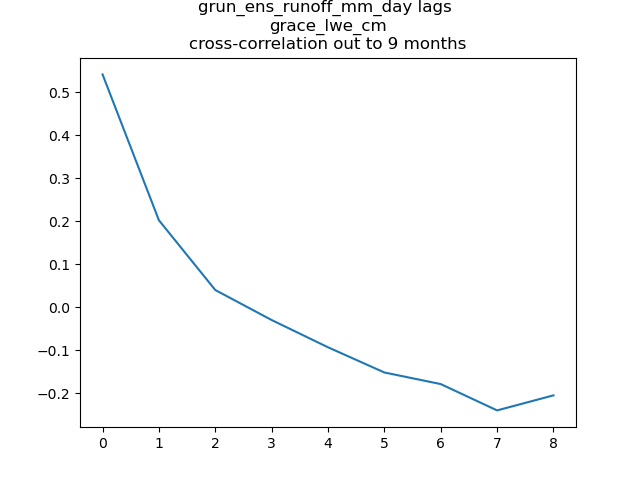 grun_ens_runoff_mm_day lags
grace_lwe_cm
cross-correlation out to 9 months
0.5
0.4
0.3
0.2
0.1
0.0
−0.1
−0.2
0 1 2 3 4 5 6 7 8